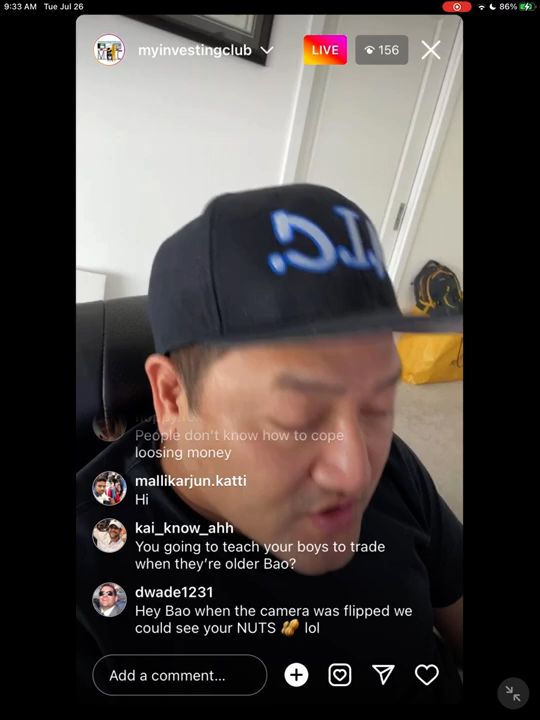 9:33 AM Tue Jul 26
86%
myinvestingclub
LIVE
156
.I.C.
People don't know how to cope
loosing money
mallikarjun.katti
Hi
kai_know_ahh
You going to teach your boys to trade
when they're older Bao?
dwade1231
Hey Bao when the camera was flipped we
could see your NUTS 🥜 lol
Add a comment...